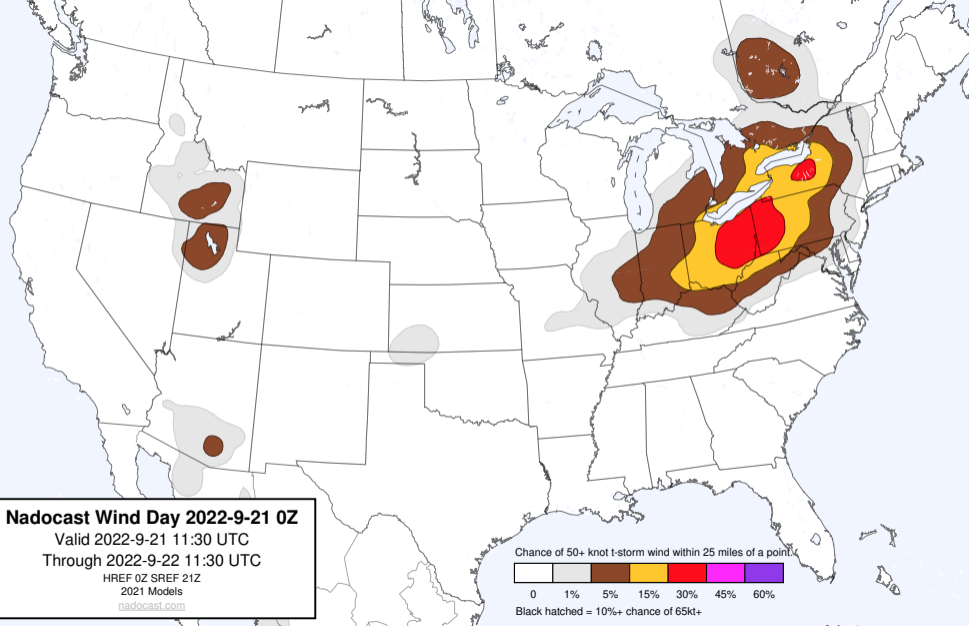 Nadocast Wind Day 2022-9-21 0Z
Valid 2022-9-21 11:30 UTC
Through 2022-9-22 11:30 UTC
HREF 0Z SREF 21Z
2021 Models
nadocast.com
Chance of 50+ knot t-storm wind within 25 miles of a point.
0 1% 5% 15% 30% 45% 60%
Black hatched = 10%+ chance of 65kt+